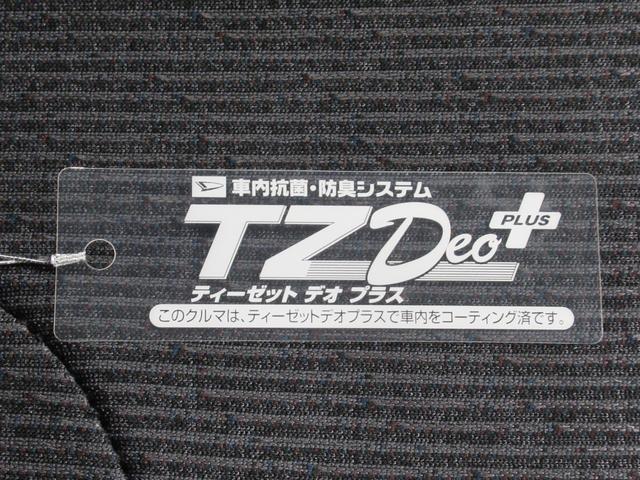 車内抗菌・防臭システム
TZDeo PLUS
ティーゼット デオ プラス
このクルマは、ティーゼットデオプラスで車内をコーティング済です。